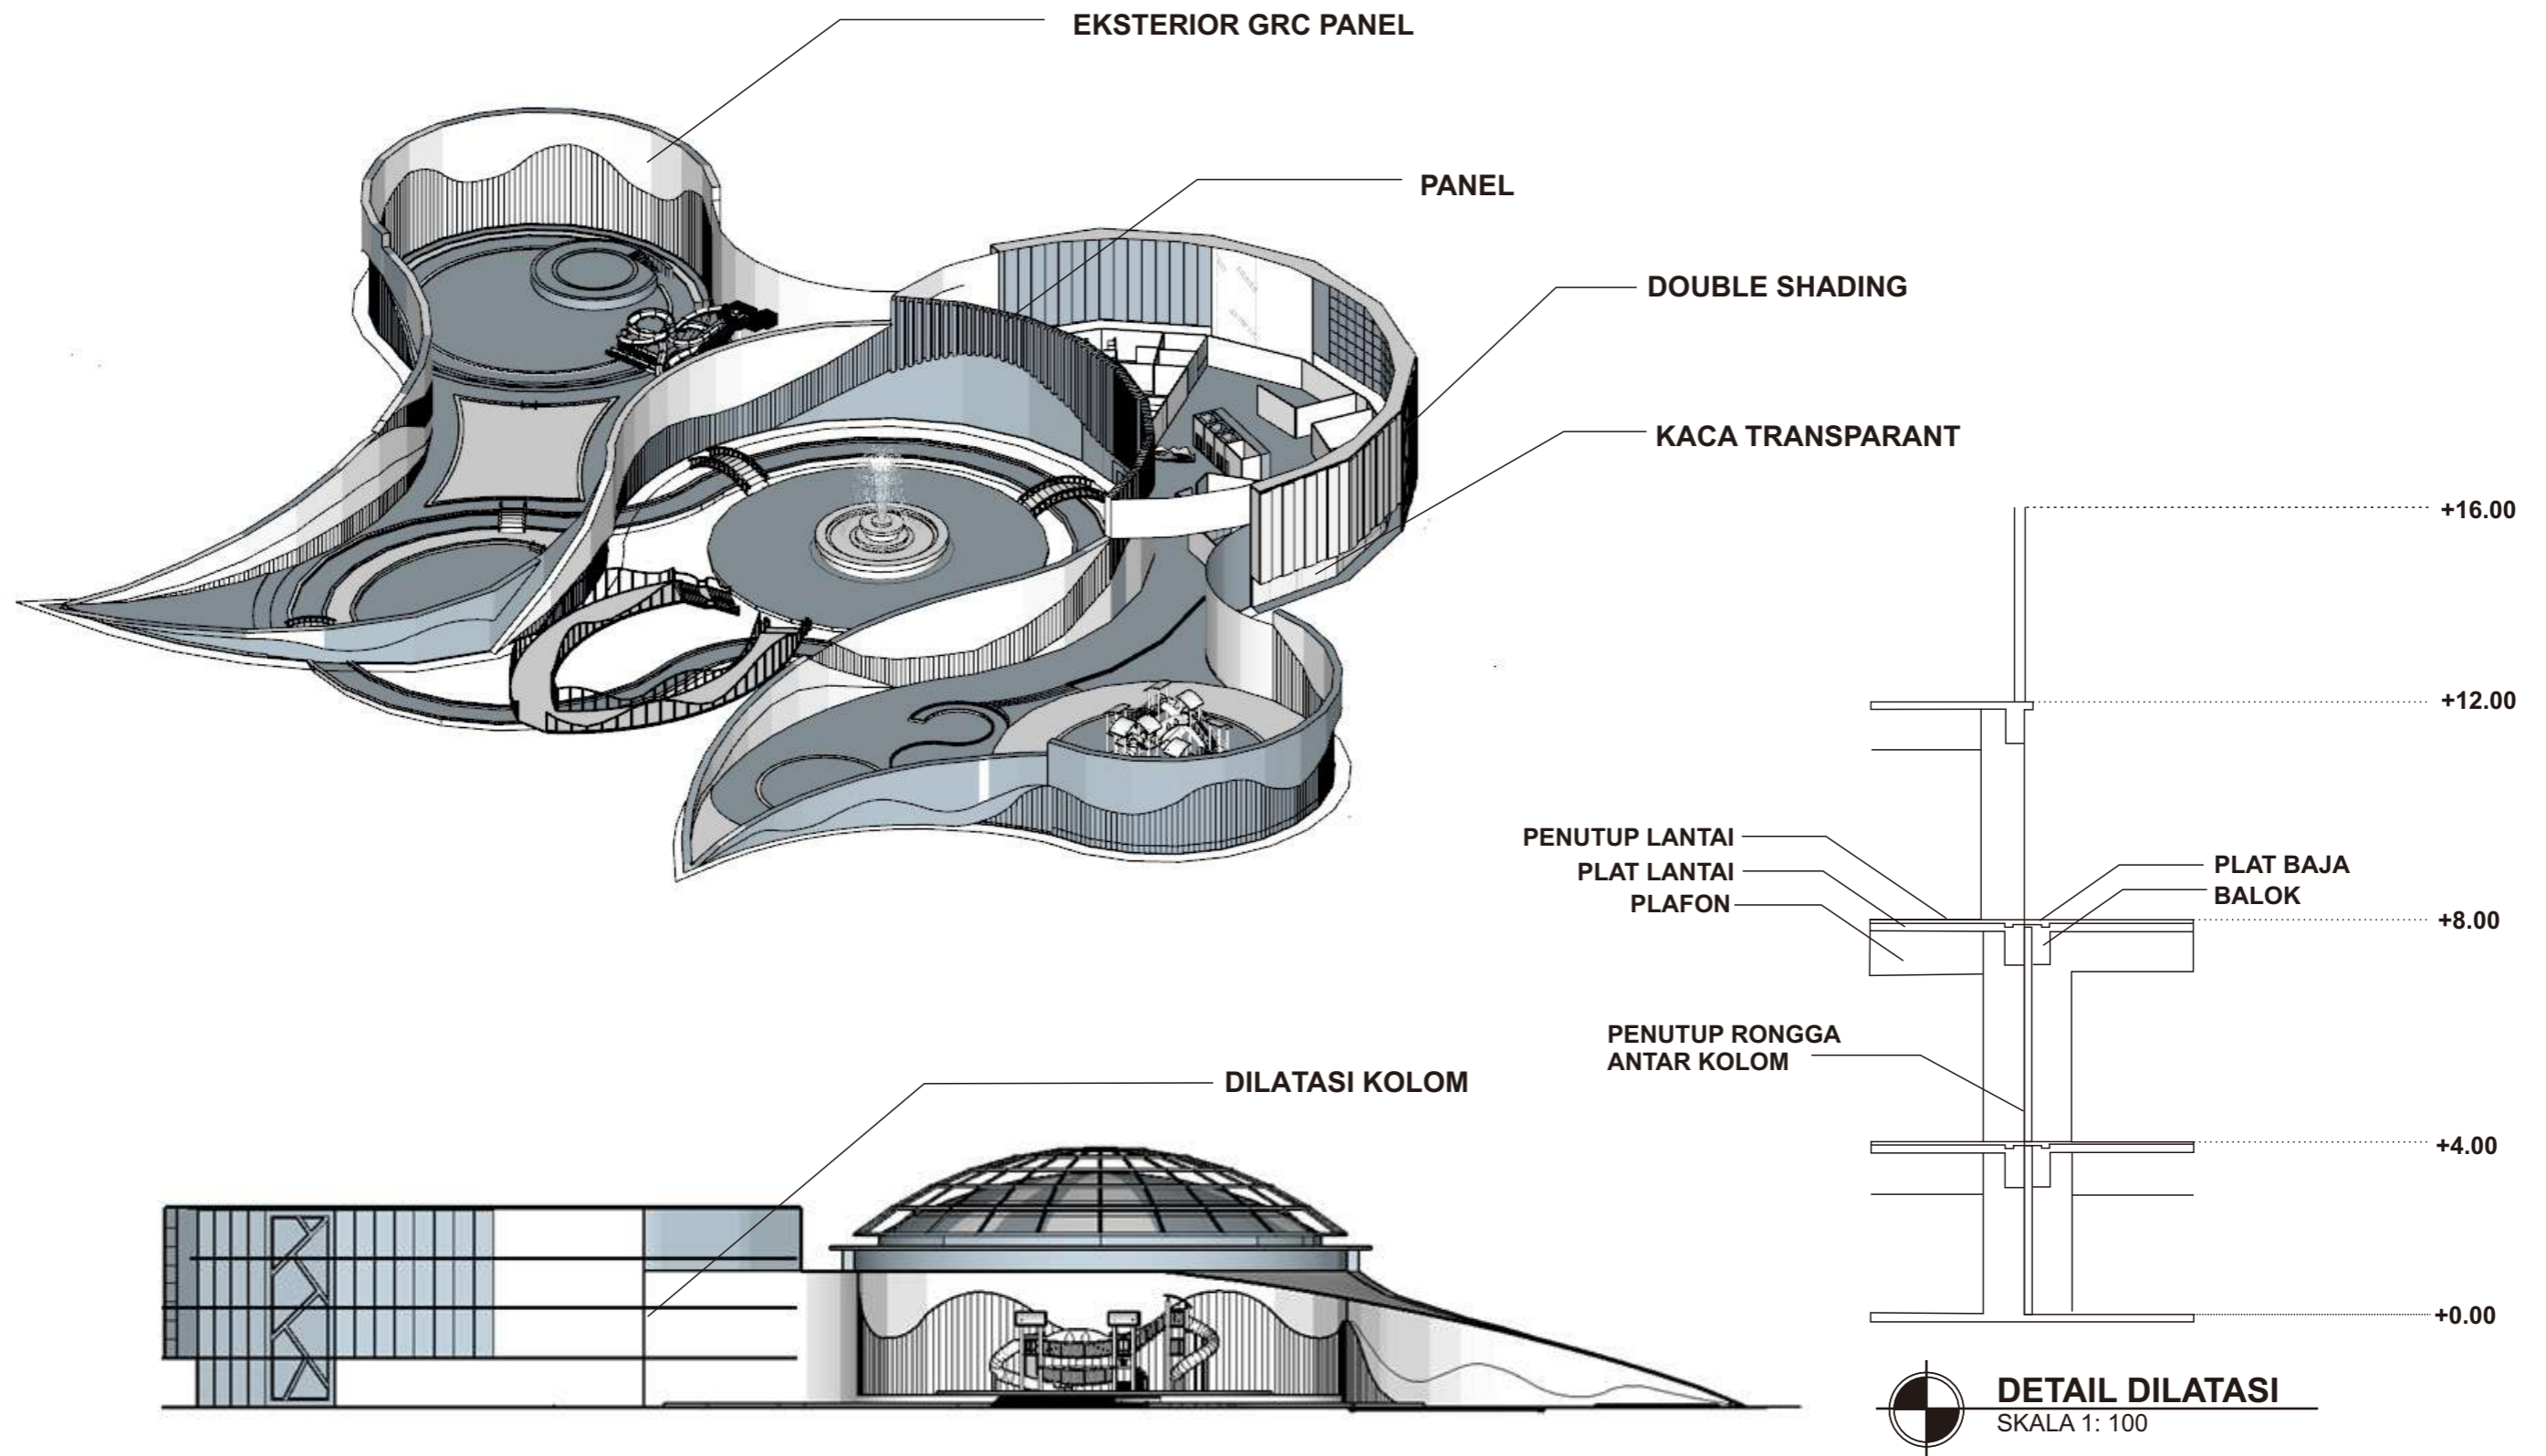 EKSTERIOR GRC PANEL
PANEL
DOUBLE SHADING
KACA TRANSPARANT
+16.00
+12.00
PENUTUP LANTAI
PLAT LANTAI
PLAFON
PLAT BAJA
BALOK
+8.00
PENUTUP RONGGA
ANTAR KOLOM
DILATASI KOLOM
+4.00
+0.00
DETAIL DILATASI
SKALA 1: 100